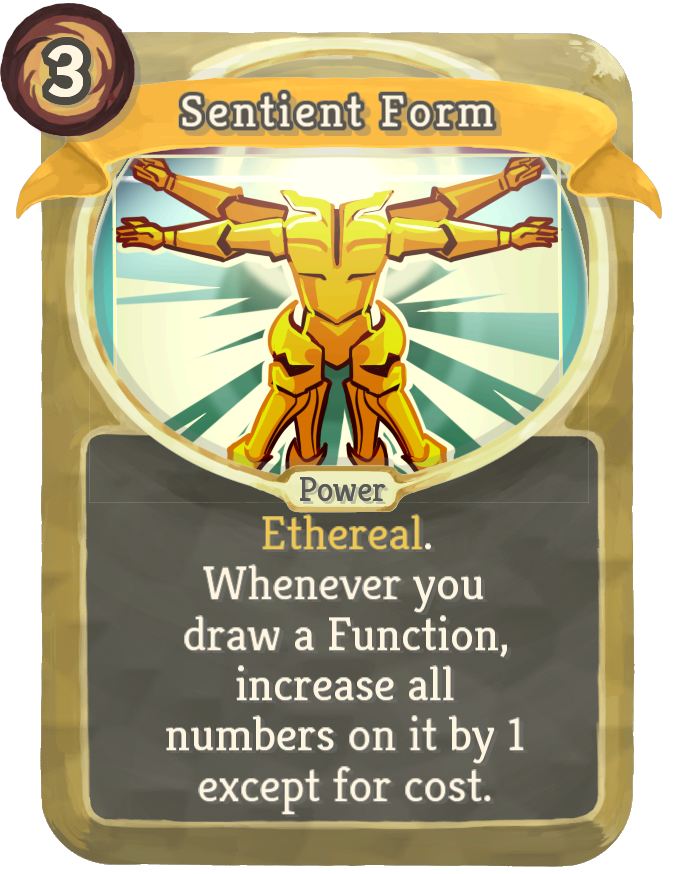 3
Sentient Form
Power
Ethereal.
Whenever you
draw a Function,
increase all
numbers on it by 1
except for cost.